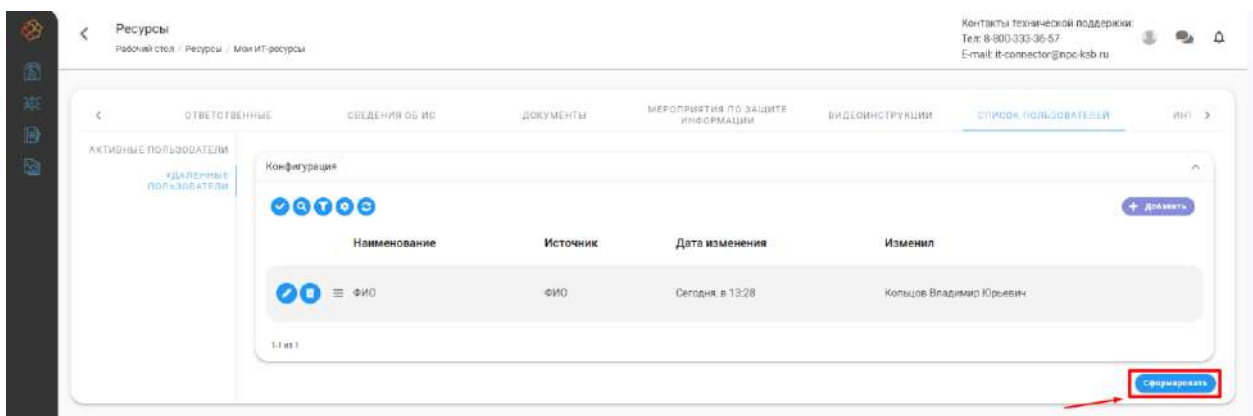 Ресурсы
Рабочий стол / Ресурсы / Мои ИТ-ресурсы
Контакты технической поддержки:
Тел: 8-800-333-36-57
E-mail: it-connector@npc-ksb.ru
ОТВЕТСТВЕННЫЕ
СВЕДЕНИЯ ОБ ИС
ДОКУМЕНТЫ
МЕРОПРИЯТИЯ ПО ЗАЩИТЕ
ИНФОРМАЦИИ
ВИДЕОИНСТРУКЦИИ
СПИСОК ПОЛЬЗОВАТЕЛЕЙ
АКТИВНЫЕ ПОЛЬЗОВАТЕЛИ
УДАЛЕННЫЕ
ПОЛЬЗОВАТЕЛИ
Конфигурация
+ Добавить
Наименование Источник Дата изменения Изменил
ФИО ФИО Сегодня, в 13:28 Кольцов Владимир Юрьевич
1-1 из 1
Сформировать